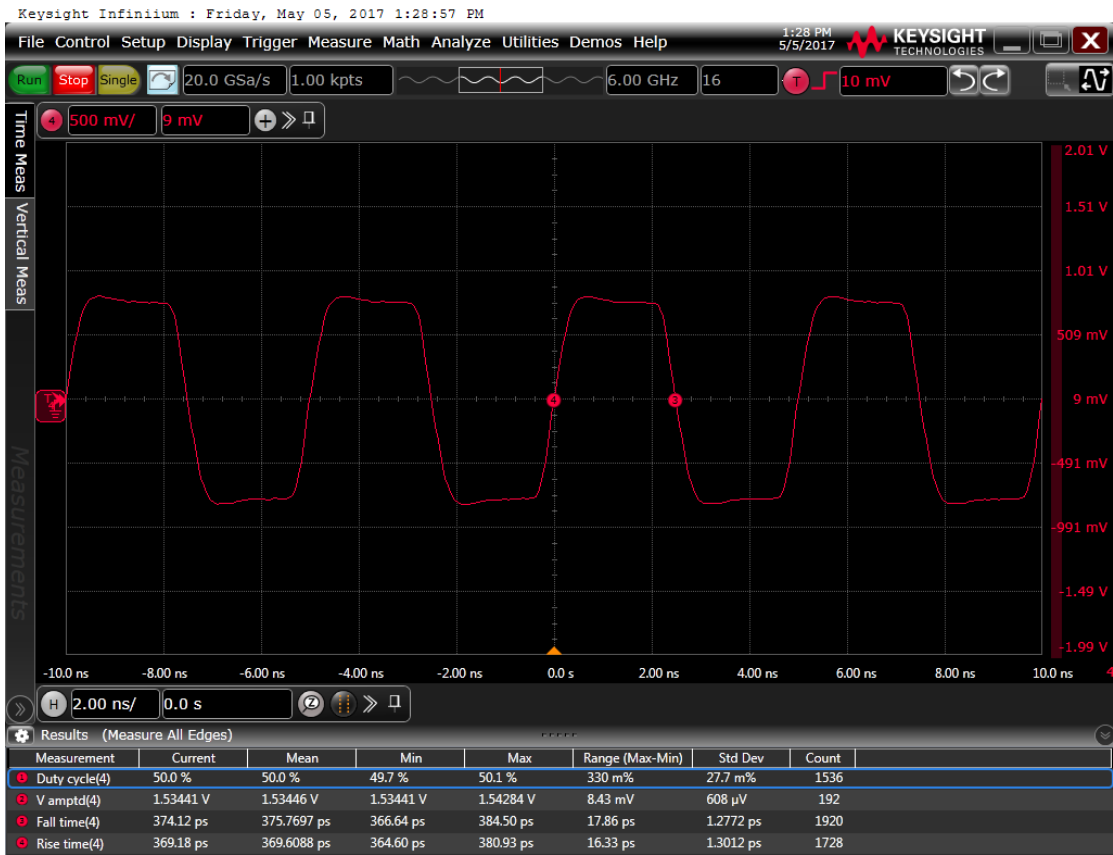 Keysight Infiniium : Friday, May 05, 2017 1:28:57 PM
File Control Setup Display Trigger Measure Math Analyze Utilities Demos Help
1:28 PM
5/5/2017
KEYSIGHT
TECHNOLOGIES
Run Stop Single 20.0 GSa/s 1.00 kpts 6.00 GHz 16 T 10 mV
4 500 mV/ 9 mV
Time Meas
Vertical Meas
Measurements
2.01 V
1.51 V
1.01 V
509 mV
T 4 3 9 mV
-491 mV
-991 mV
-1.49 V
-1.99 V
-10.0 ns -8.00 ns -6.00 ns -4.00 ns -2.00 ns 0.0 s 2.00 ns 4.00 ns 6.00 ns 8.00 ns 10.0 ns 4
H 2.00 ns/ 0.0 s Z
Results (Measure All Edges)
Measurement Current Mean Min Max Range (Max-Min) Std Dev Count
1 Duty cycle(4) 50.0 % 50.0 % 49.7 % 50.1 % 330 m% 27.7 m% 1536
2 V amptd(4) 1.53441 V 1.53446 V 1.53441 V 1.54284 V 8.43 mV 608 µV 192
3 Fall time(4) 374.12 ps 375.7697 ps 366.64 ps 384.50 ps 17.86 ps 1.2772 ps 1920
4 Rise time(4) 369.18 ps 369.6088 ps 364.60 ps 380.93 ps 16.33 ps 1.3012 ps 1728